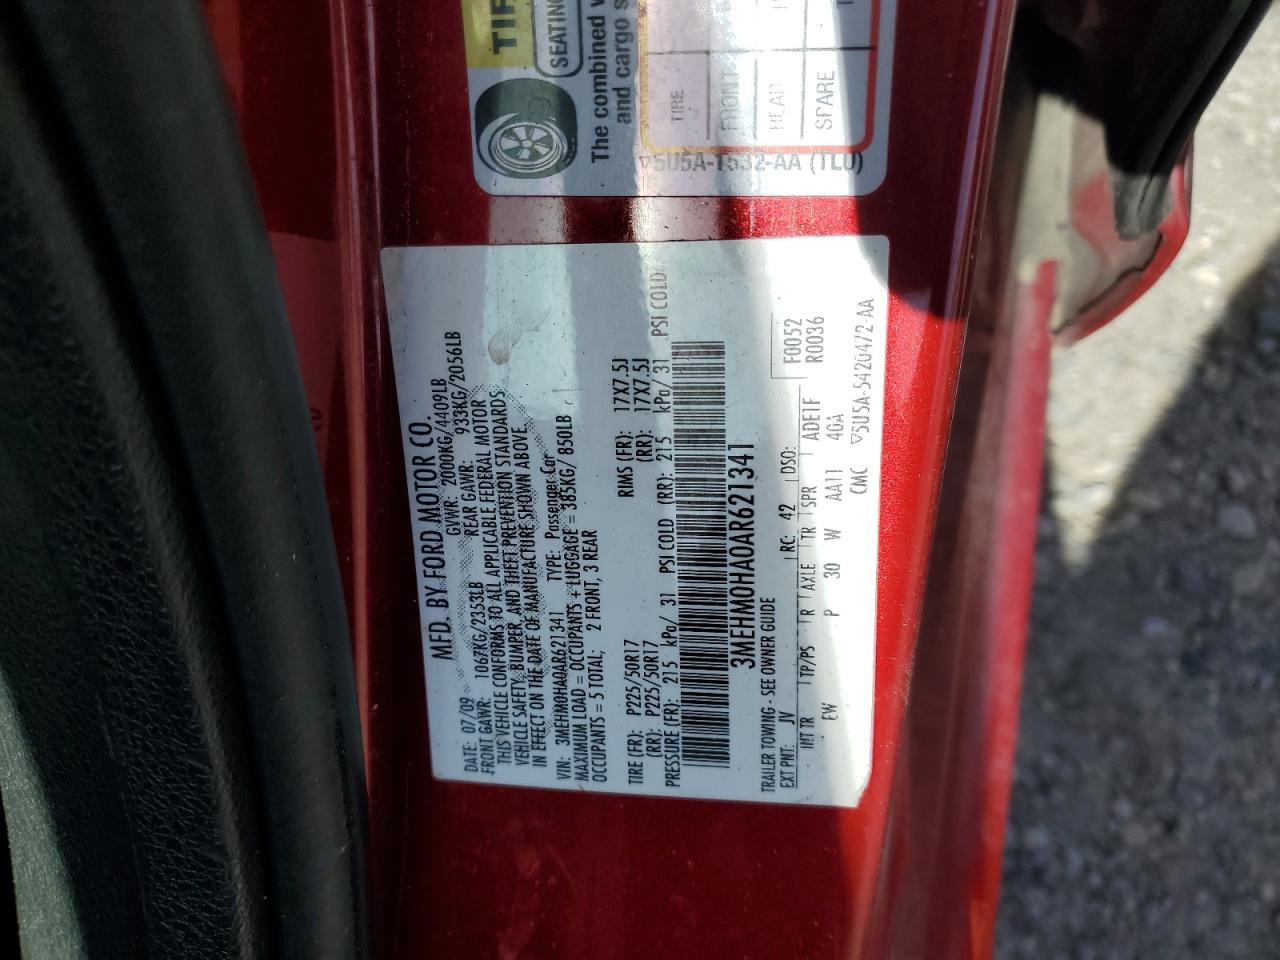 MFD. BY FORD MOTOR CO.
DATE: 07/09 GVWR: 2000KG/4409LB
FRONT GAWR: 1067KG/2353LB REAR GAWR: 933KG/2056LB
THIS VEHICLE CONFORMS TO ALL APPLICABLE FEDERAL MOTOR
VEHICLE SAFETY, BUMPER, AND THEFT PREVENTION STANDARDS
IN EFFECT ON THE DATE OF MANUFACTURE SHOWN ABOVE.
VIN: 3MEHM0HA0AR621341 TYPE: Passenger Car
MAXIMUM LOAD = OCCUPANTS + LUGGAGE = 385KG/ 850LB
OCCUPANTS = 5 TOTAL; 2 FRONT, 3 REAR
TIRE (FR): P225/50R17 RIMS (FR): 17X7.5J
(RR): P225/50R17 (RR): 17X7.5J
PRESSURE (FR): 215 kPa/ 31 PSI COLD (RR): 215 kPa/ 31 PSI COLD
3MEHM0HA0AR621341
TRAILER TOWING - SEE OWNER GUIDE
EXT PNT: JV RC: 42 DSO: F0052
R0036
INT TR TP/PS R AXLE TR SPR ADE1F
EW P 30 W AA11 4GA
CMC ▽5U5A-5420472-AA
TIR
SEATING
The combined w
and cargo s
TIRE
FRONT
REAR
SPARE
▽5U5A-1532-AA (TLU)